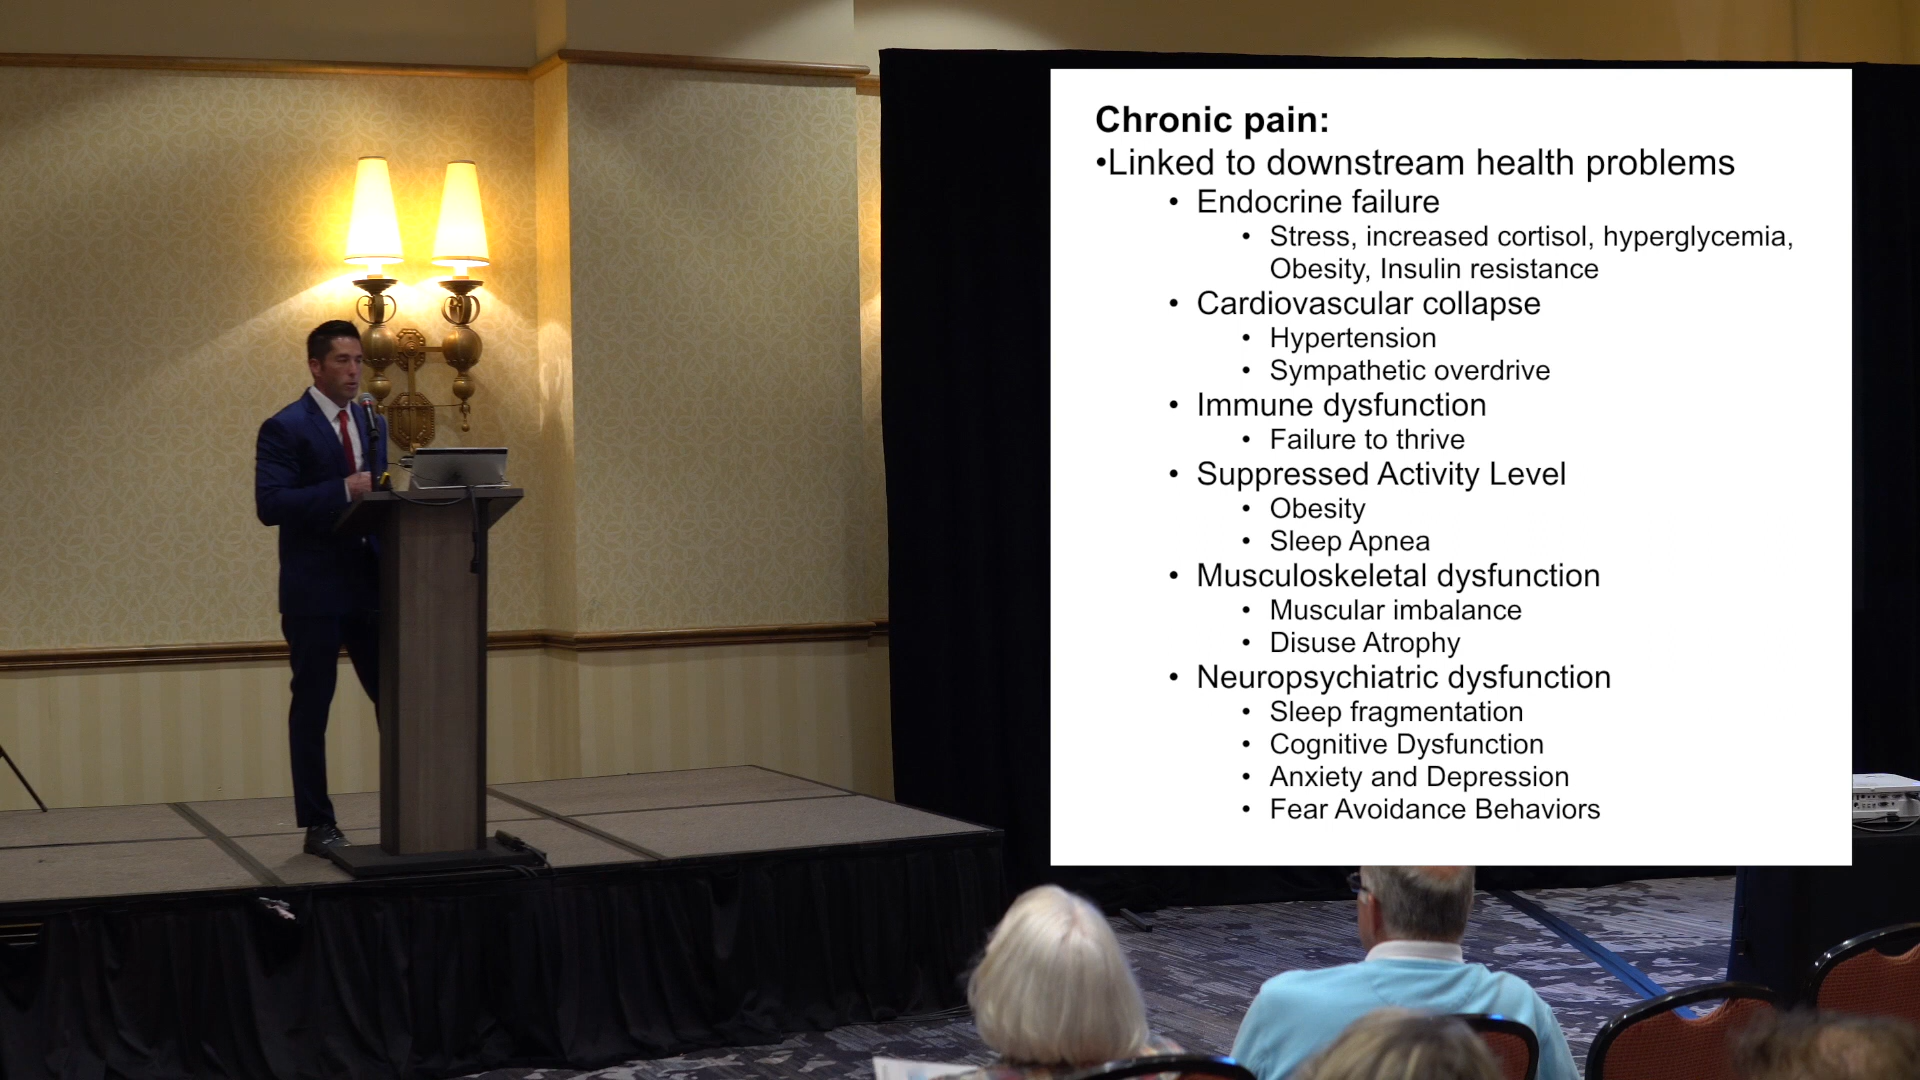 Chronic pain:
•Linked to downstream health problems
• Endocrine failure
• Stress, increased cortisol, hyperglycemia,
Obesity, Insulin resistance
• Cardiovascular collapse
• Hypertension
• Sympathetic overdrive
• Immune dysfunction
• Failure to thrive
• Suppressed Activity Level
• Obesity
• Sleep Apnea
• Musculoskeletal dysfunction
• Muscular imbalance
• Disuse Atrophy
• Neuropsychiatric dysfunction
• Sleep fragmentation
• Cognitive Dysfunction
• Anxiety and Depression
• Fear Avoidance Behaviors